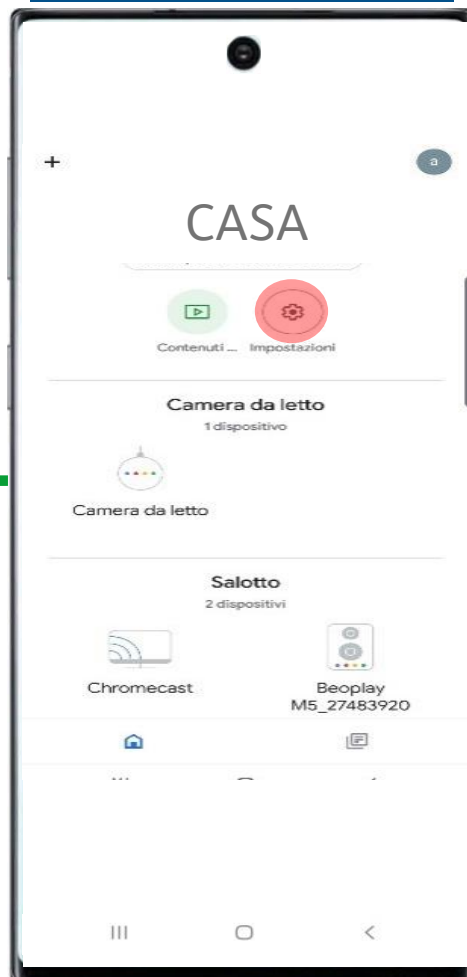 +
a
CASA
Contenuti ... Impostazioni
Camera da letto
1 dispositivo
Camera da letto
Salotto
2 dispositivi
Chromecast
Beoplay
M5_27483920